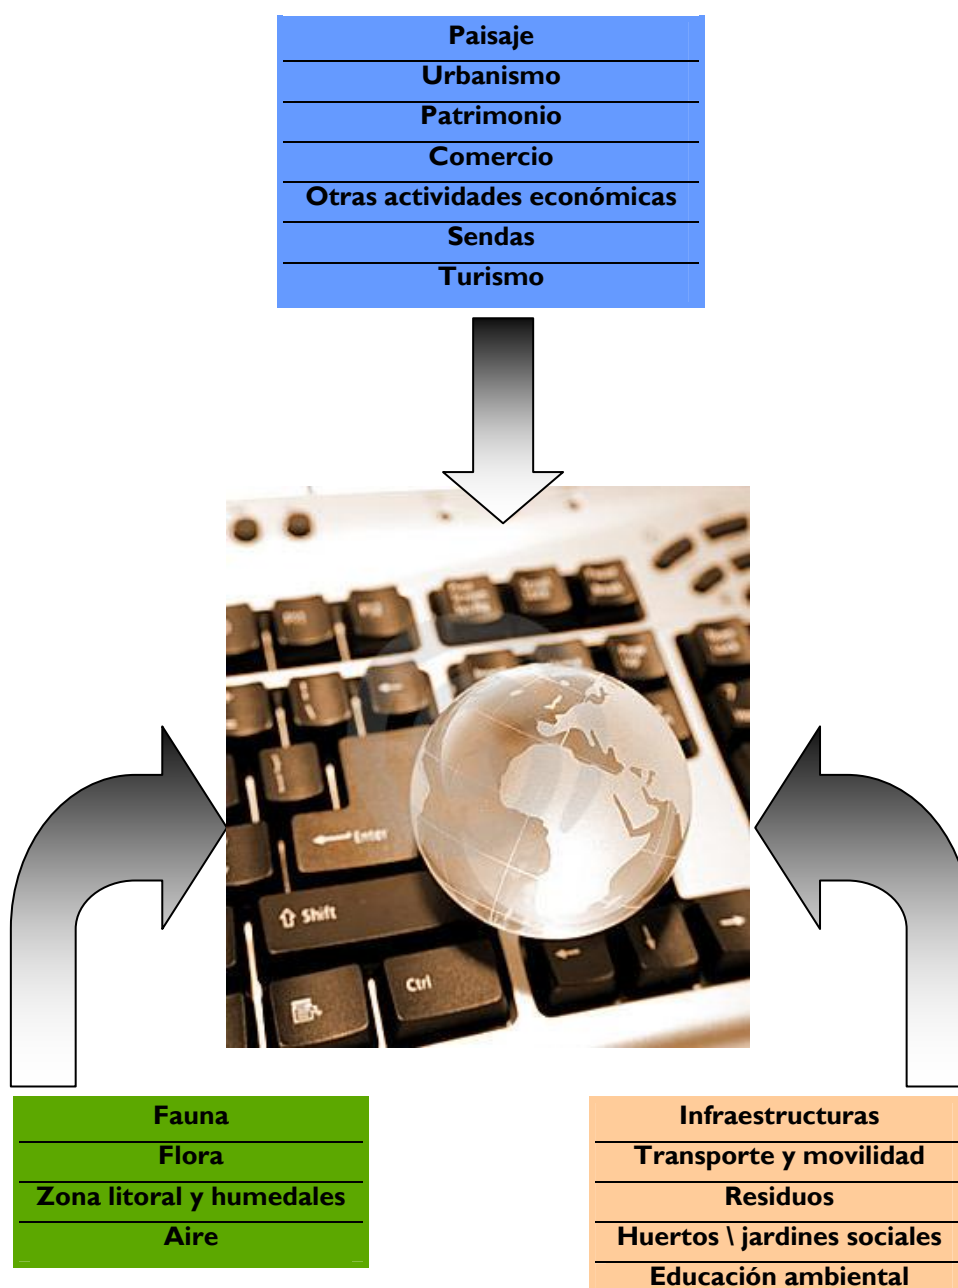 Paisaje
Urbanismo
Patrimonio
Comercio
Otras actividades económicas
Sendas
Turismo
Enter
Shift
Ctrl
Fauna
Flora
Zona litoral y humedales
Aire
Infraestructuras
Transporte y movilidad
Residuos
Huertos \ jardines sociales
Educación ambiental